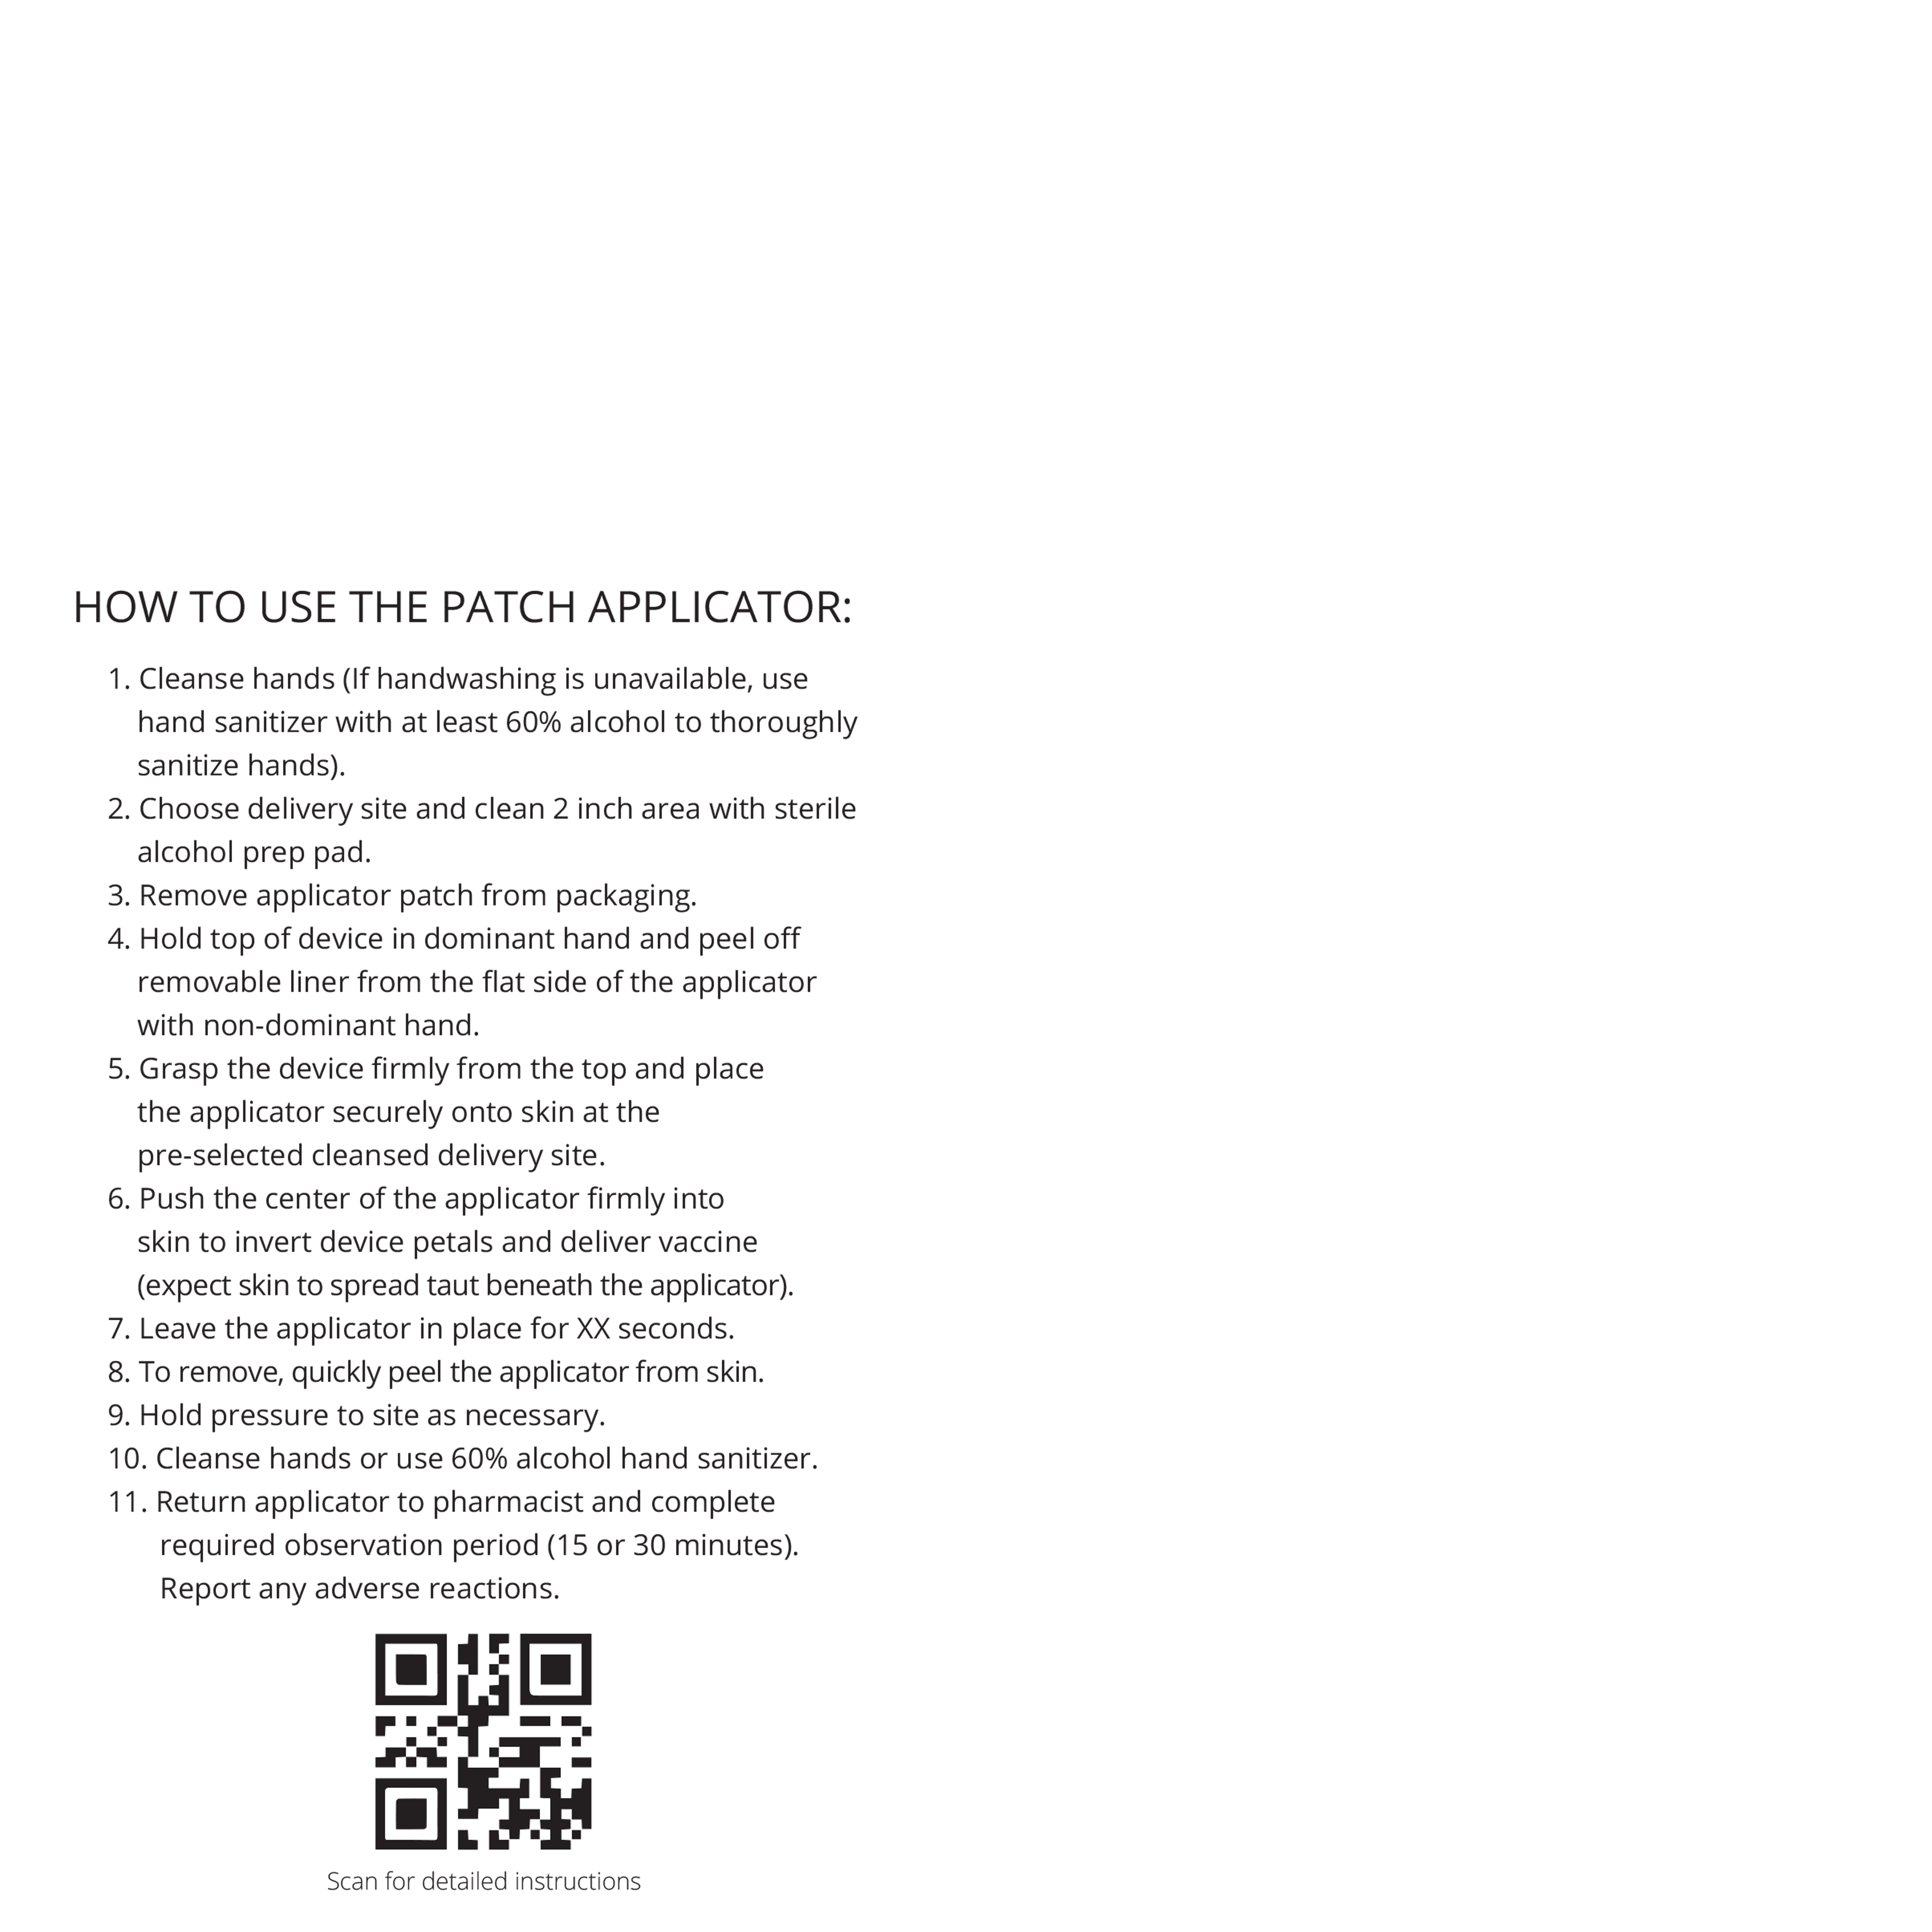 HOW TO USE THE PATCH APPLICATOR:
1. Cleanse hands (If handwashing is unavailable, use
hand sanitizer with at least 60% alcohol to thoroughly
sanitize hands).
2. Choose delivery site and clean 2 inch area with sterile
alcohol prep pad.
3. Remove applicator patch from packaging.
4. Hold top of device in dominant hand and peel off
removable liner from the flat side of the applicator
with non-dominant hand.
5. Grasp the device firmly from the top and place
the applicator securely onto skin at the
pre-selected cleansed delivery site.
6. Push the center of the applicator firmly into
skin to invert device petals and deliver vaccine
(expect skin to spread taut beneath the applicator).
7. Leave the applicator in place for XX seconds.
8. To remove, quickly peel the applicator from skin.
9. Hold pressure to site as necessary.
10. Cleanse hands or use 60% alcohol hand sanitizer.
11. Return applicator to pharmacist and complete
required observation period (15 or 30 minutes).
Report any adverse reactions.
Scan for detailed instructions